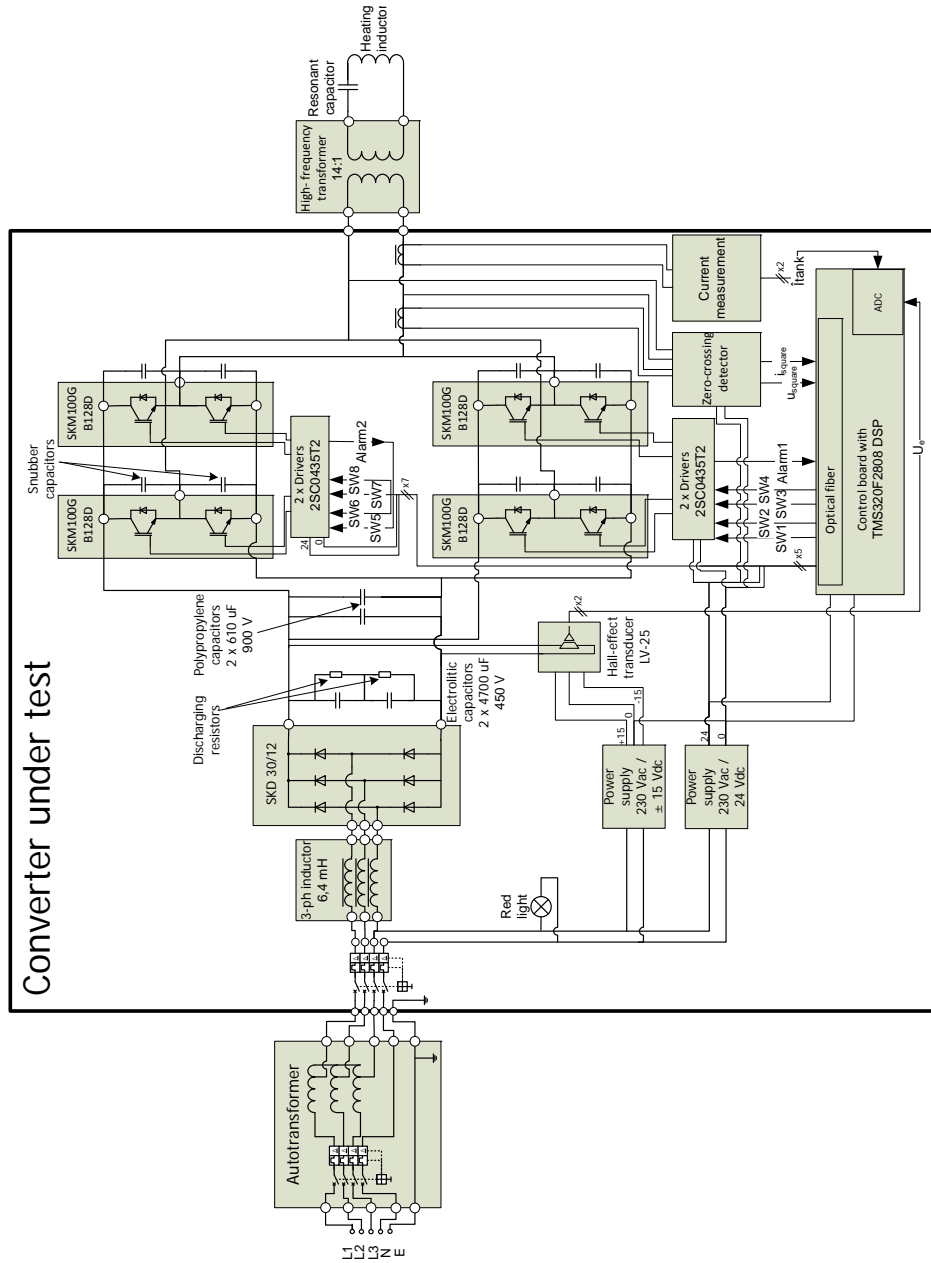 Converter under test
Autotransformer
L1
L2
L3
N
E
3-ph inductor
6,4 mH
SKD 30/12
Discharging
resistors
Electrolitic
capacitors
2 x 4700 uF
450 V
Polypropylene
capacitors
2 x 610 uF
900 V
Snubber
capacitors
SKM100G
B128D
SKM100G
B128D
2 x Drivers
2SC0435T2
24
0
SW5
SW6
SW7
SW8
Alarm2
x7
SKM100G
B128D
SKM100G
B128D
2 x Drivers
2SC0435T2
SW1
SW2
SW3
SW4
Alarm1
x5
High- frequency
transformer
14:1
Resonant
capacitor
Heating
inductor
Red
light
Power
supply
230 Vac /
± 15 Vdc
+15
0
-15
Power
supply
230 Vac /
24 Vdc
24
0
Hall-effect
transducer
LV-25
x2
Zero-crossing
detector
usquare
isquare
Current
measurement
x2
Îtank
Optical fiber
Control board with
TMS320F2808 DSP
ADC
Ue